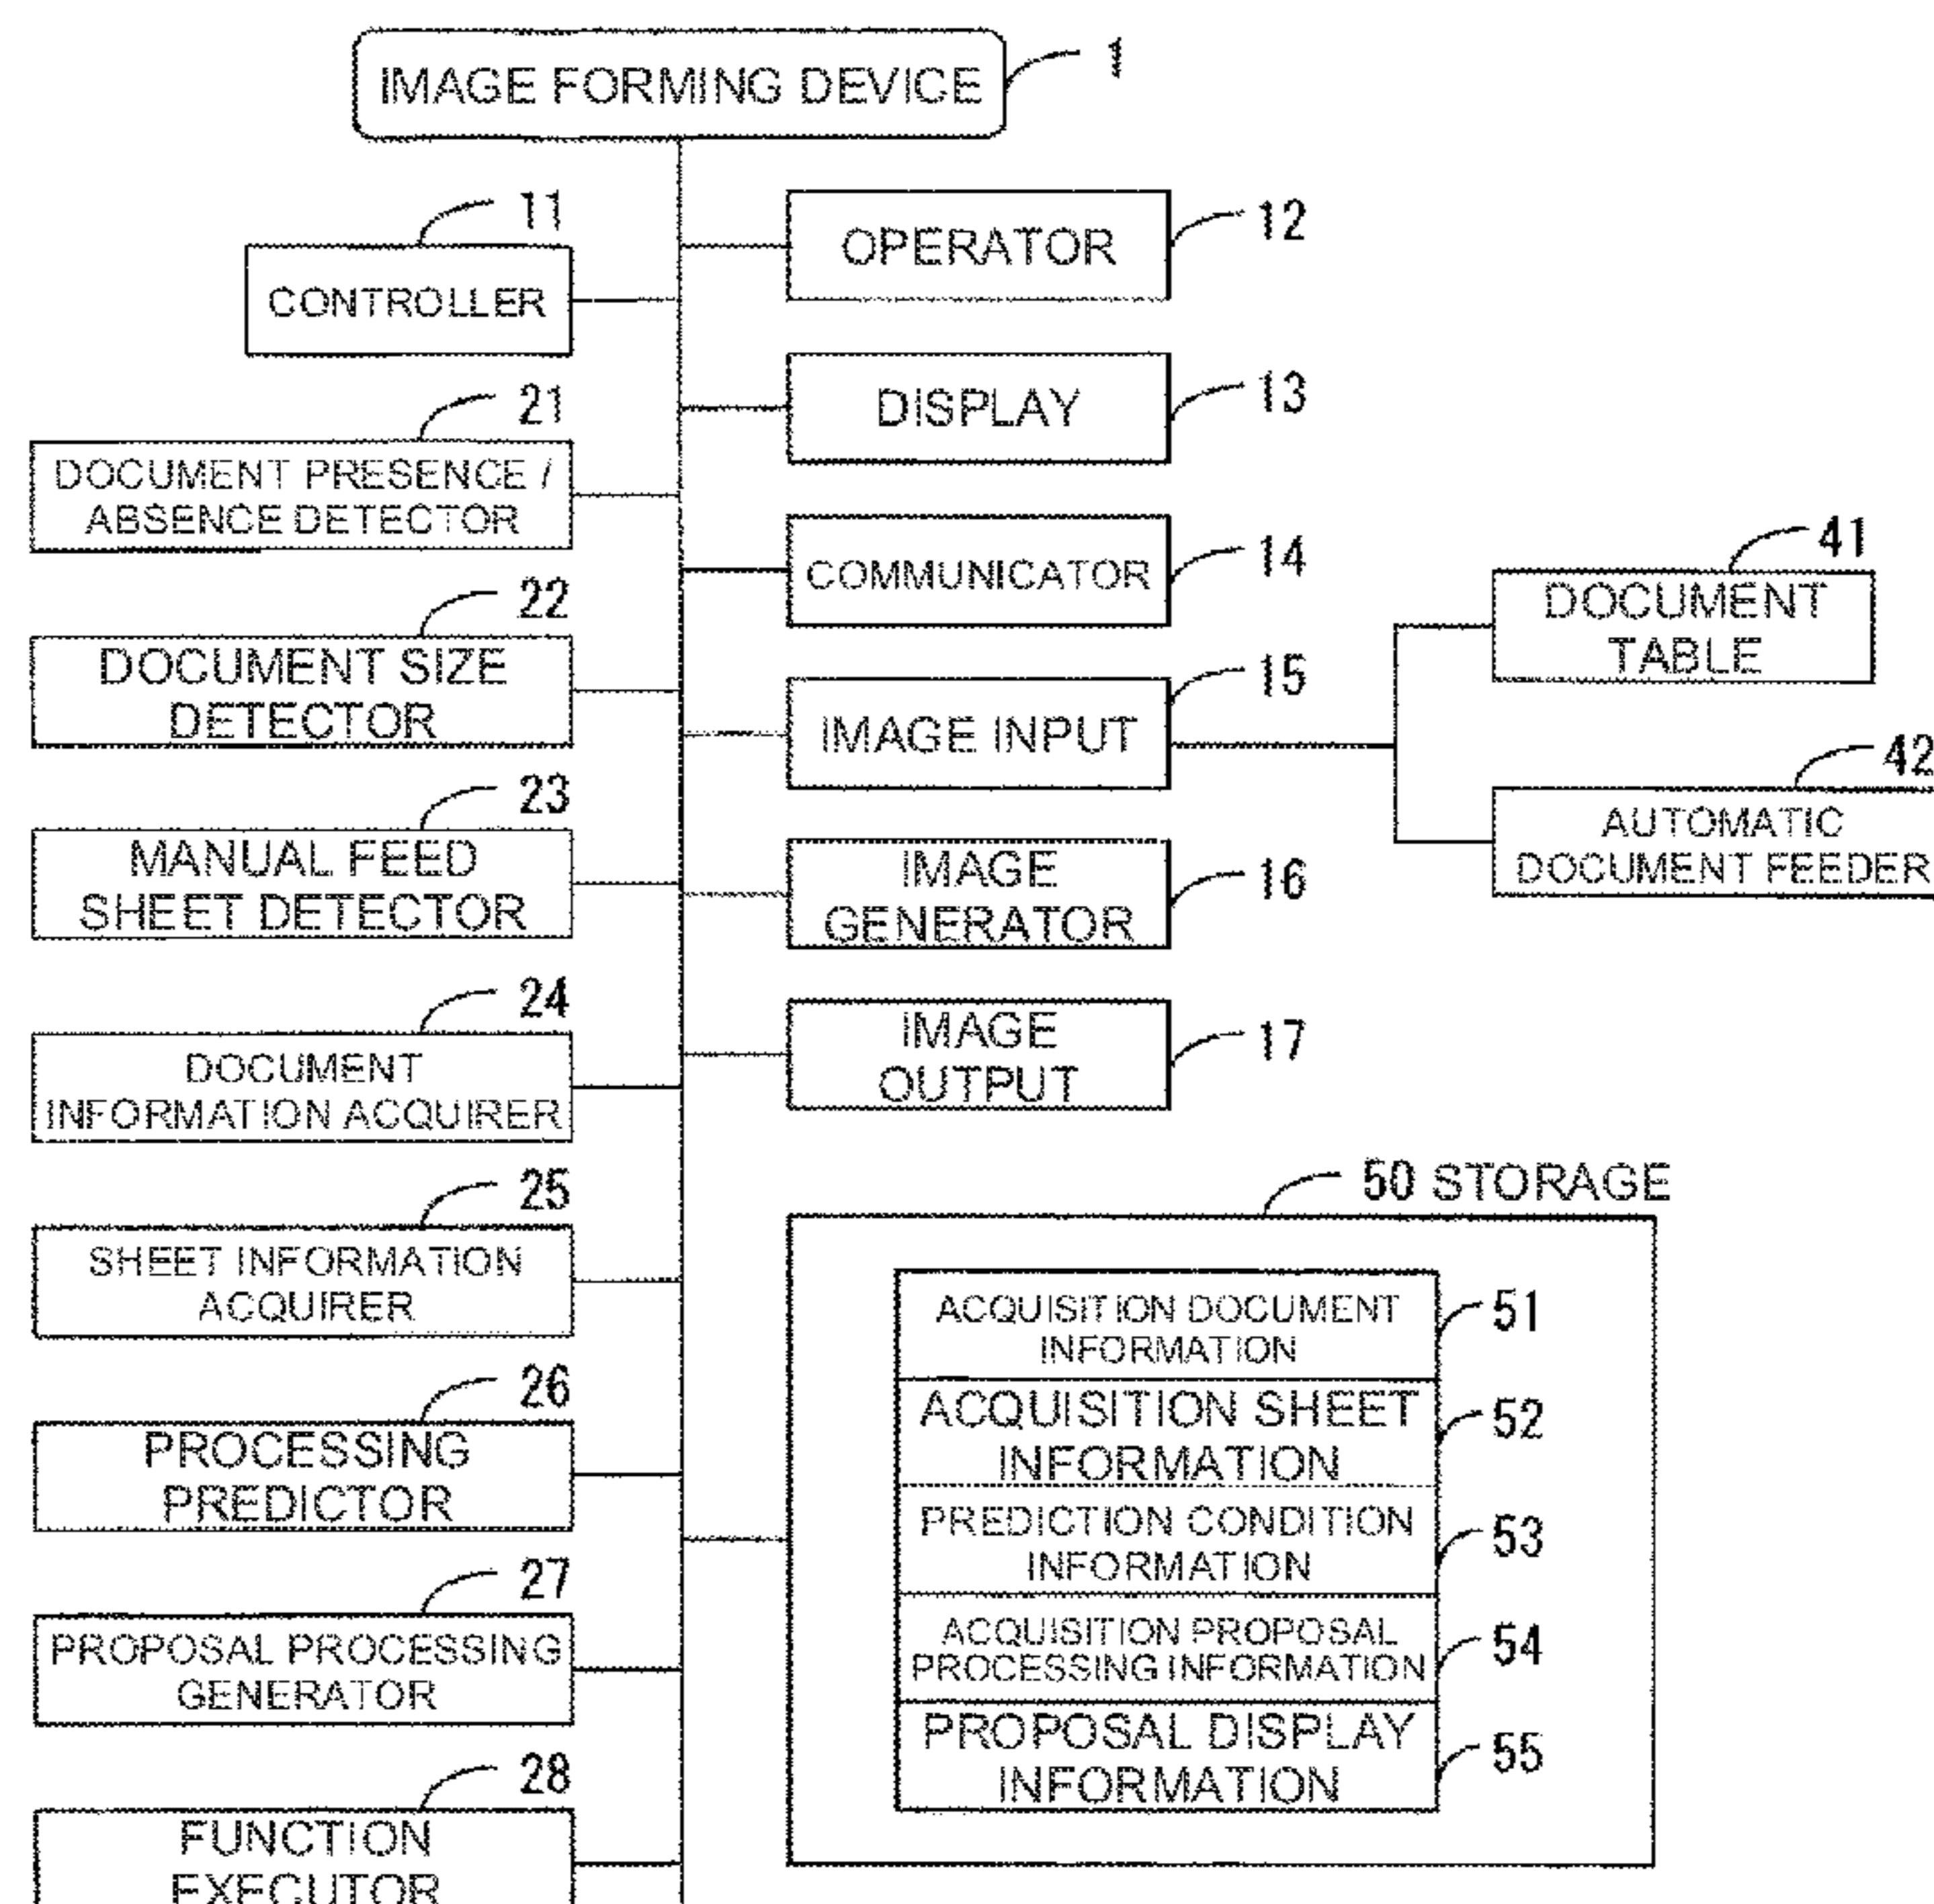 IMAGE FORMING DEVICE
1
11
CONTROLLER
21
DOCUMENT PRESENCE /
ABSENCE DETECTOR
22
DOCUMENT SIZE
DETECTOR
23
MANUAL FEED
SHEET DETECTOR
24
DOCUMENT
INFORMATION ACQUIRER
25
SHEET INFORMATION
ACQUIRER
26
PROCESSING
PREDICTOR
27
PROPOSAL PROCESSING
GENERATOR
28
FUNCTION
EXECUTOR
OPERATOR
12
DISPLAY
13
COMMUNICATOR
14
IMAGE INPUT
15
IMAGE
GENERATOR
16
IMAGE
OUTPUT
17
41
DOCUMENT
TABLE
42
AUTOMATIC
DOCUMENT FEEDER
50 STORAGE
ACQUISITION DOCUMENT
INFORMATION
51
ACQUISITION SHEET
INFORMATION
52
PREDICTION CONDITION
INFORMATION
53
ACQUISITION PROPOSAL
PROCESSING INFORMATION
54
PROPOSAL DISPLAY
INFORMATION
55